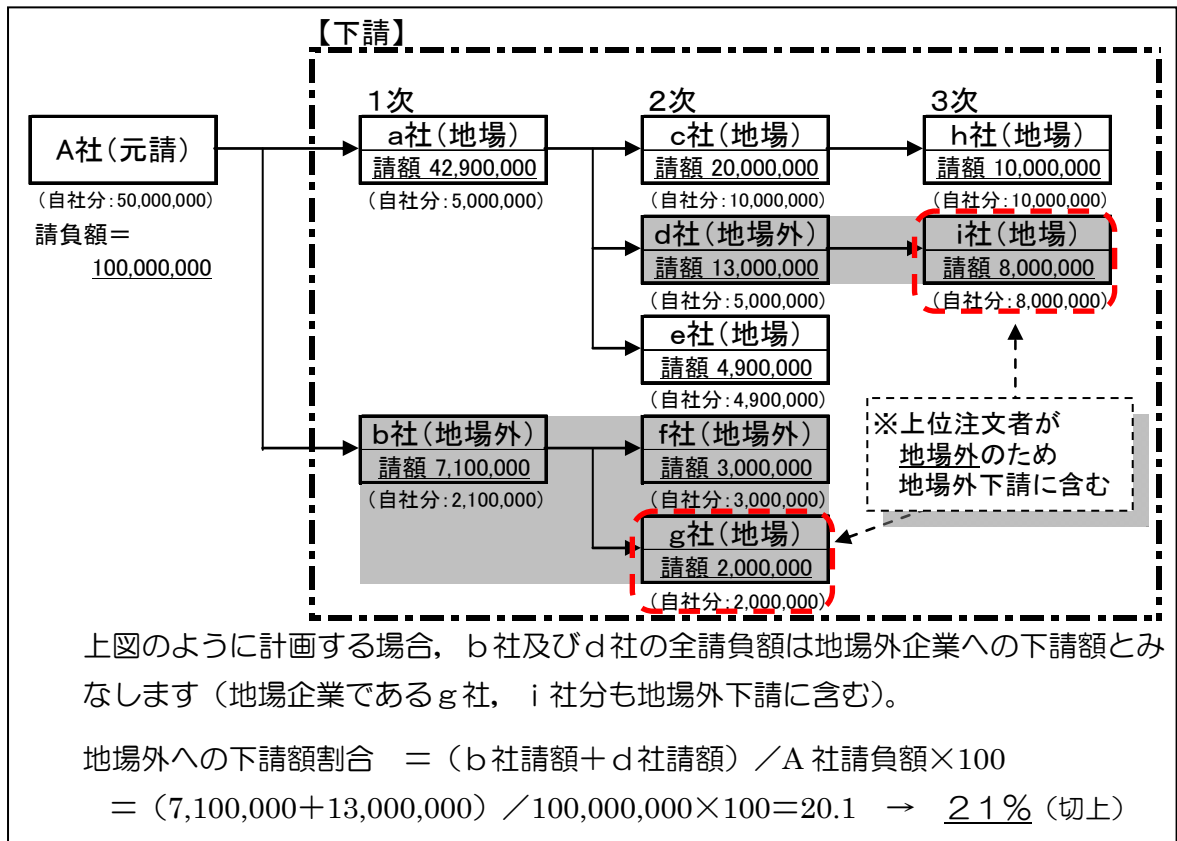 【下請】
1次
2次
3次
A社(元請)
(自社分:50,000,000)
請負額＝
100,000,000
a社(地場)
請額 42,900,000
(自社分:5,000,000)
c社(地場)
請額 20,000,000
(自社分:10,000,000)
h社(地場)
請額 10,000,000
(自社分:10,000,000)
d社(地場外)
請額 13,000,000
(自社分:5,000,000)
i社(地場)
請額 8,000,000
(自社分:8,000,000)
e社(地場)
請額 4,900,000
(自社分:4,900,000)
b社(地場外)
請額 7,100,000
(自社分:2,100,000)
f社(地場外)
請額 3,000,000
(自社分:3,000,000)
g社(地場)
請額 2,000,000
(自社分:2,000,000)
※上位注文者が
地場外のため
地場外下請に含む
上図のように計画する場合，ｂ社及びｄ社の全請負額は地場外企業への下請額とみ
なします（地場企業であるｇ社，ｉ社分も地場外下請に含む）。
地場外への下請額割合　＝（ｂ社請額＋ｄ社請額）／A 社請負額×100
＝（7,100,000＋13,000,000）／100,000,000×100＝20.1　→　２１％（切上）